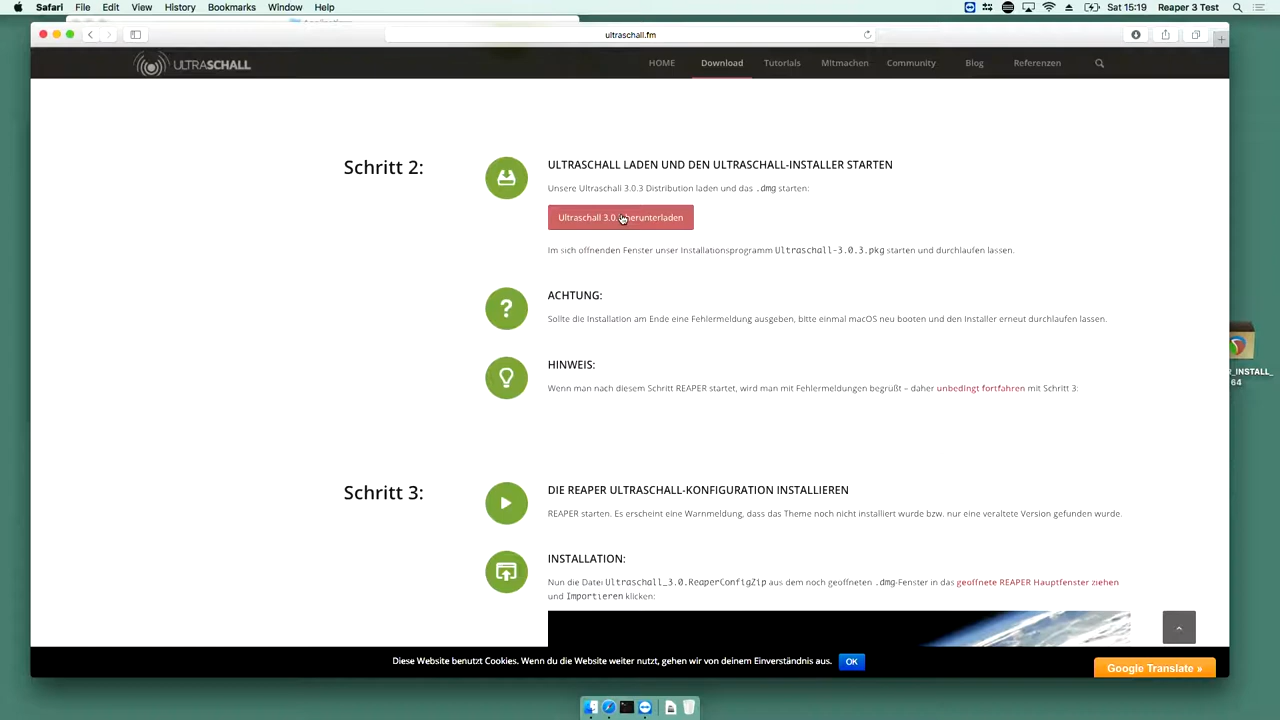 Safari File Edit View History Bookmarks Window Help
Sat 15:19 Reaper 3 Test
ultraschall.fm
ULTRASCHALL
HOME Download Tutorials Mitmachen Community Blog Referenzen
Schritt 2:
ULTRASCHALL LADEN UND DEN ULTRASCHALL-INSTALLER STARTEN
Unsere Ultraschall 3.0.3 Distribution laden und das .dmg starten:
Ultraschall 3.0. herunterladen
Im sich öffnenden Fenster unser Installationsprogramm Ultraschall-3.0.3.pkg starten und durchlaufen lassen.
?
ACHTUNG:
Sollte die Installation am Ende eine Fehlermeldung ausgeben, bitte einmal macOS neu booten und den Installer erneut durchlaufen lassen.
HINWEIS:
Wenn man nach diesem Schritt REAPER startet, wird man mit Fehlermeldungen begrüßt – daher unbedingt fortfahren mit Schritt 3:
R_INSTALL_
64
Schritt 3:
DIE REAPER ULTRASCHALL-KONFIGURATION INSTALLIEREN
REAPER starten. Es erscheint eine Warnmeldung, dass das Theme noch nicht installiert wurde bzw. nur eine veraltete Version gefunden wurde.
INSTALLATION:
Nun die Datei Ultraschall_3.0.ReaperConfigZip aus dem noch geöffneten .dmg-Fenster in das geöffnete REAPER Hauptfenster ziehen
und Importieren klicken:
Diese Website benutzt Cookies. Wenn du die Website weiter nutzt, gehen wir von deinem Einverständnis aus. OK
Google Translate »